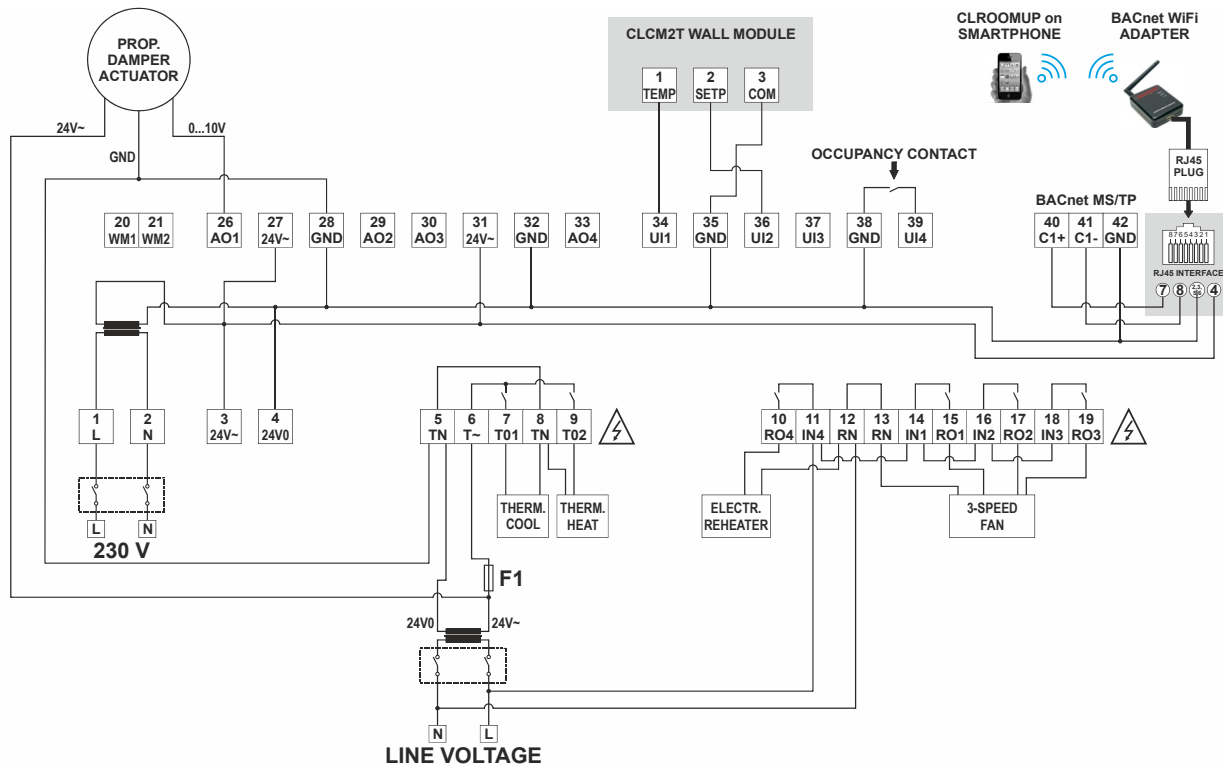 CLROOMUP on
SMARTPHONE
BACnet WiFi
ADAPTER
PROP.
DAMPER
ACTUATOR
CLCM2T WALL MODULE
1
TEMP
2
SETP
3
COM
24V~
0...10V
GND
RJ45
PLUG
OCCUPANCY CONTACT
BACnet MS/TP
20
WM1
21
WM2
26
AO1
27
24V~
28
GND
29
AO2
30
AO3
31
24V~
32
GND
33
AO4
34
UI1
35
GND
36
UI2
37
UI3
38
GND
39
UI4
40
C1+
41
C1-
42
GND
87654321
RJ45 INTERFACE
7
8
4
1
L
2
N
3
24V~
4
24V0
5
TN
6
T~
7
T01
8
TN
9
T02
10
RO4
11
IN4
12
RN
13
RN
14
IN1
15
RO1
16
IN2
17
RO2
18
IN3
19
RO3
L
N
230 V
THERM.
COOL
THERM.
HEAT
ELECTR.
REHEATER
3-SPEED
FAN
F1
24V0
24V~
N
L
LINE VOLTAGE